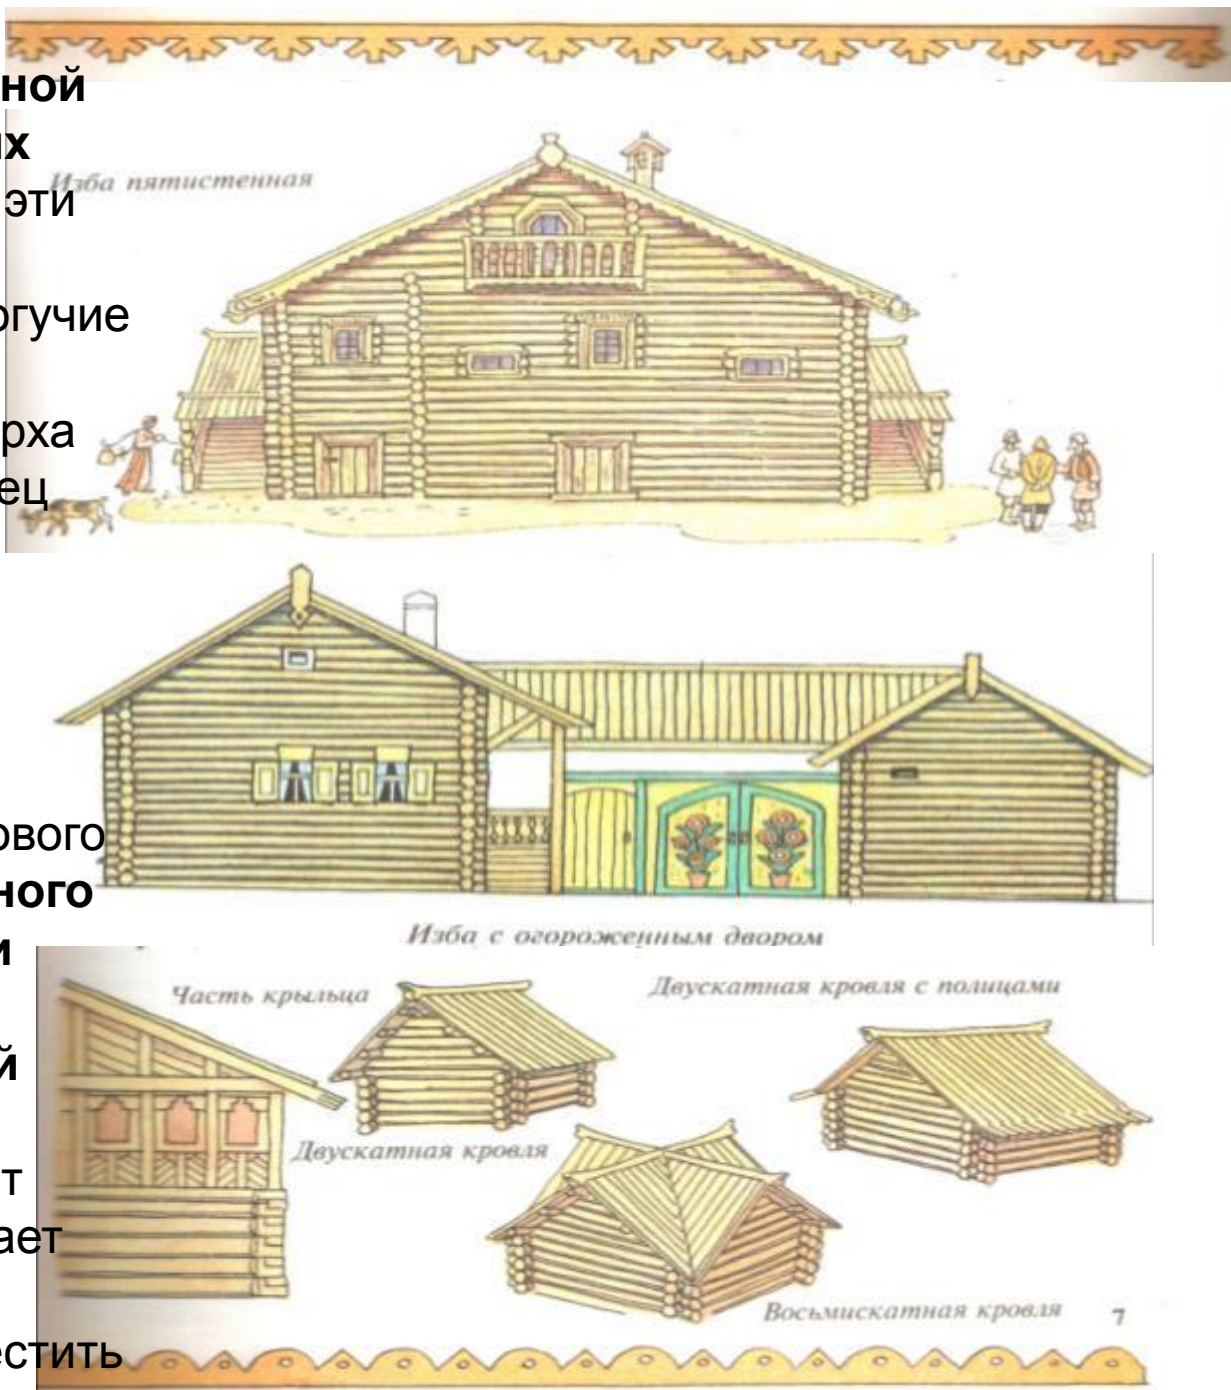 ной
их
Изба пятистенная
эти
огучие
рха
ец
ового
ного
и
Изба с огороженным двором
Часть крыльца
Двускатная кровля с полицами
й
Двускатная кровля
т
ает
Восьмискатная кровля 7
естить